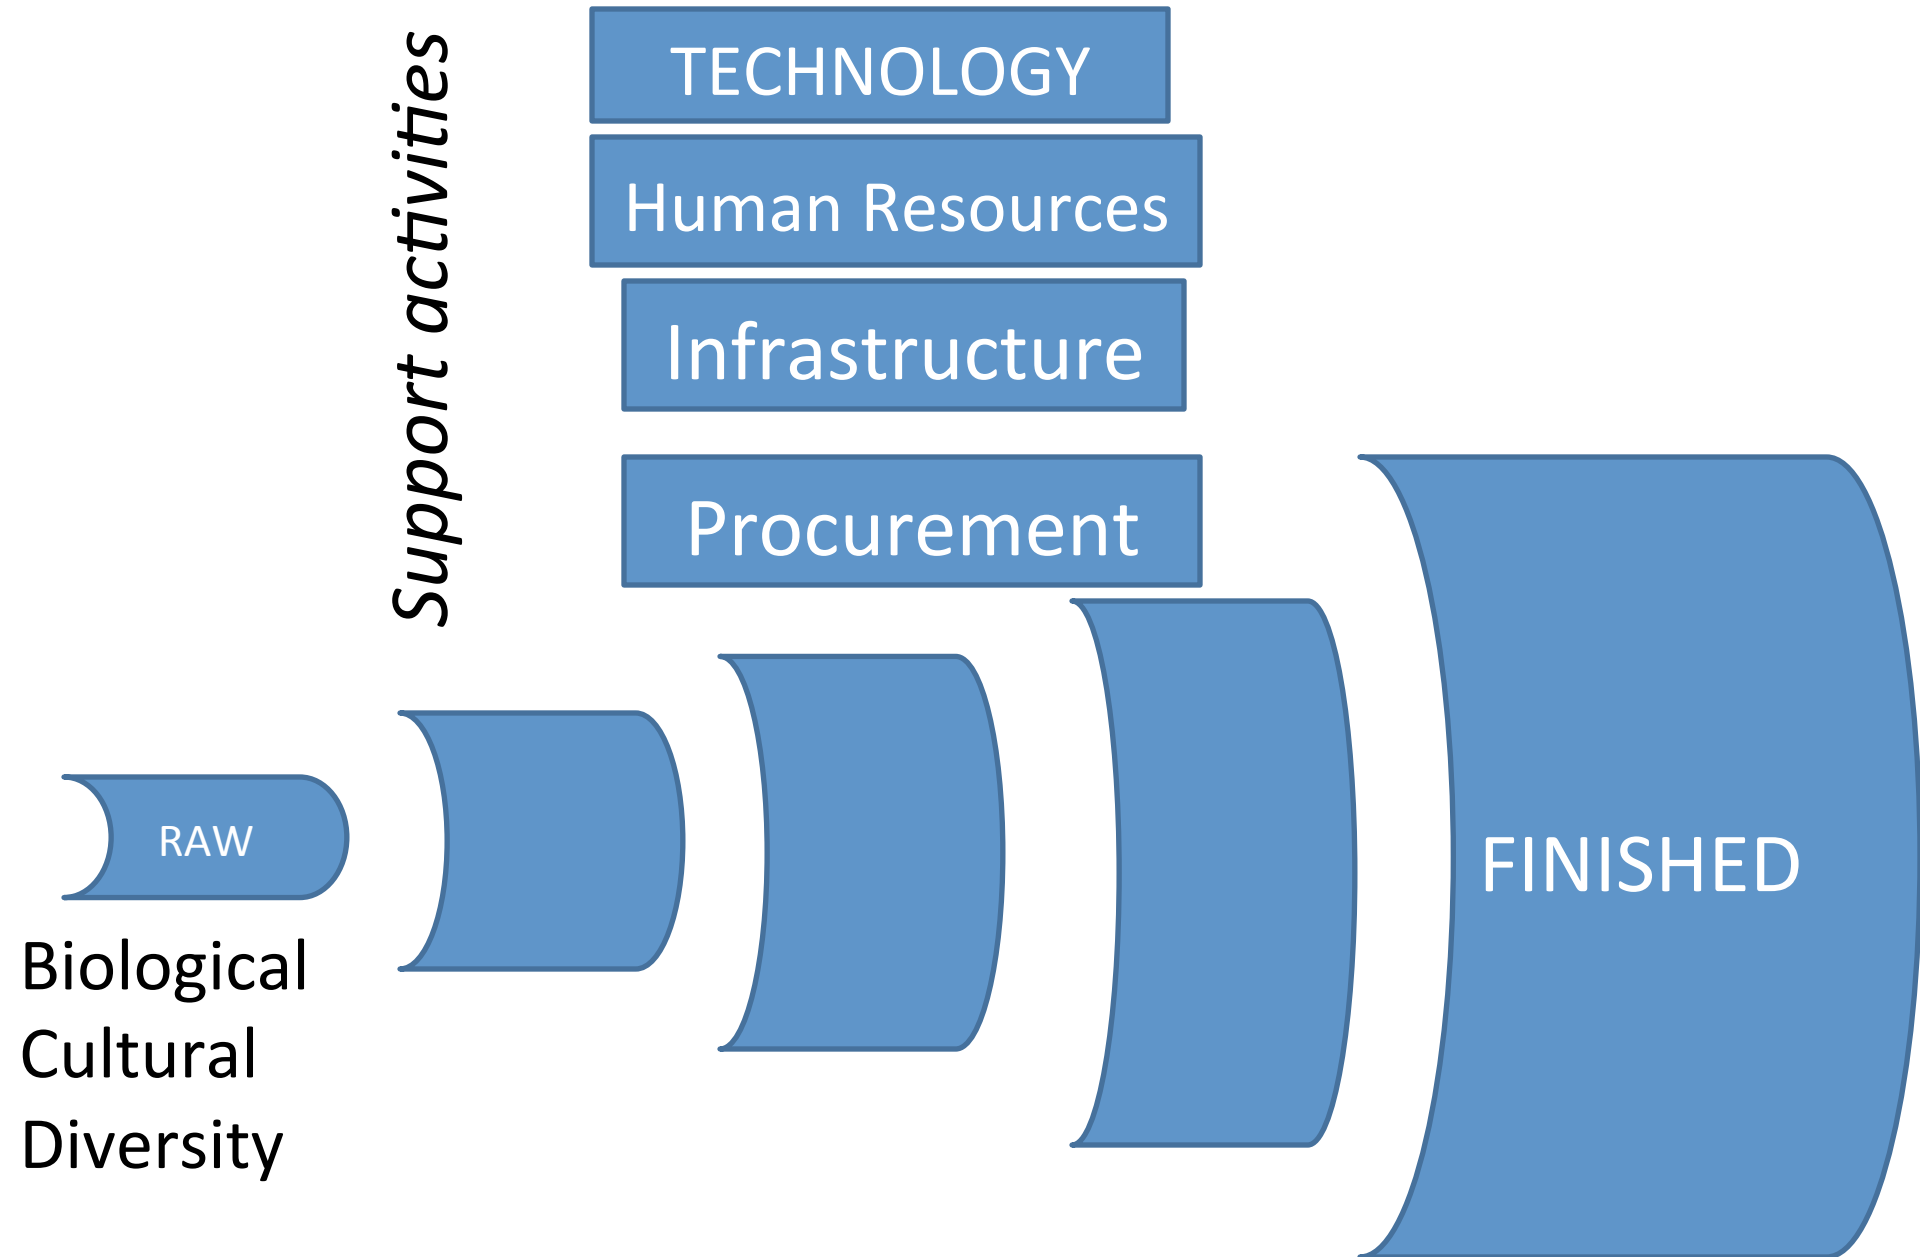 Support activities
TECHNOLOGY
Human Resources
Infrastructure
Procurement
RAW
FINISHED
Biological
Cultural
Diversity